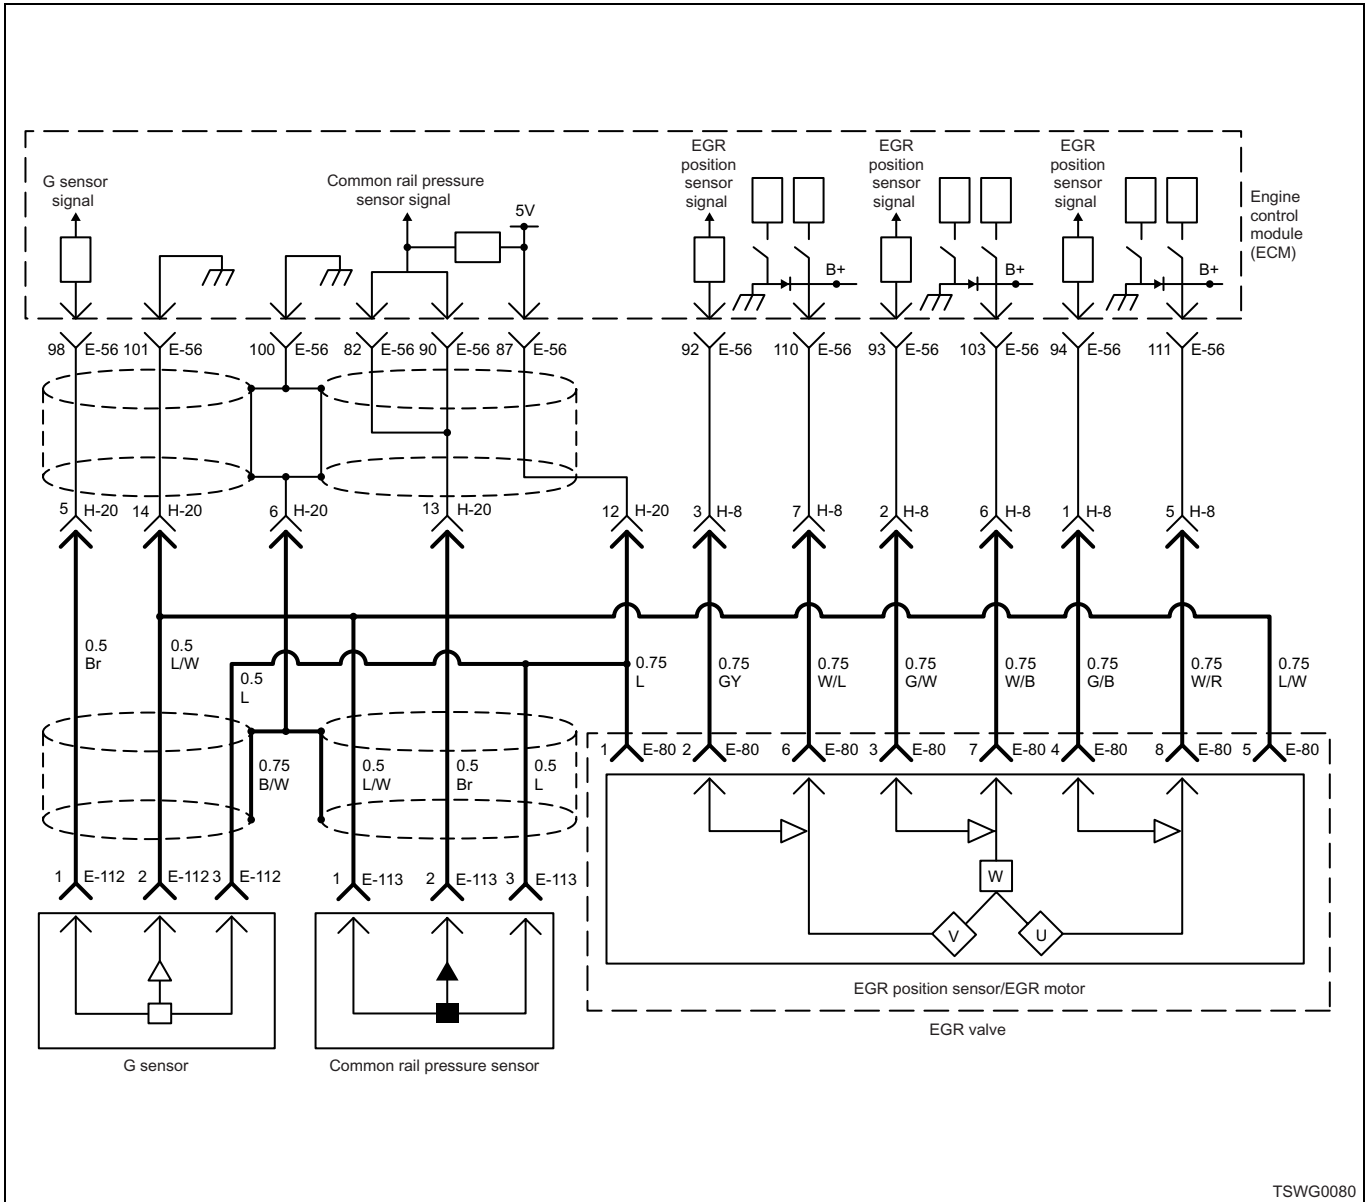 EGR
position
sensor
signal
EGR
position
sensor
signal
EGR
position
sensor
signal
G sensor
signal
Common rail pressure
sensor signal
5V
Engine
control
module
(ECM)
B+
B+
B+
98 E-56 101 E-56 100 E-56 82 E-56 90 E-56 87 E-56 92 E-56 110 E-56 93 E-56 103 E-56 94 E-56 111 E-56
5 H-20 14 H-20 6 H-20 13 H-20 12 H-20 3 H-8 7 H-8 2 H-8 6 H-8 1 H-8 5 H-8
0.5
Br
0.5
L/W
0.5
L
0.75
L
0.75
GY
0.75
W/L
0.75
G/W
0.75
W/B
0.75
G/B
0.75
W/R
0.75
L/W
1 E-80 2 E-80 6 E-80 3 E-80 7 E-80 4 E-80 8 E-80 5 E-80
0.75
B/W
0.5
L/W
0.5
Br
0.5
L
1 E-112 2 E-112 3 E-112 1 E-113 2 E-113 3 E-113
W
V
U
EGR position sensor/EGR motor
EGR valve
G sensor
Common rail pressure sensor
TSWG0080